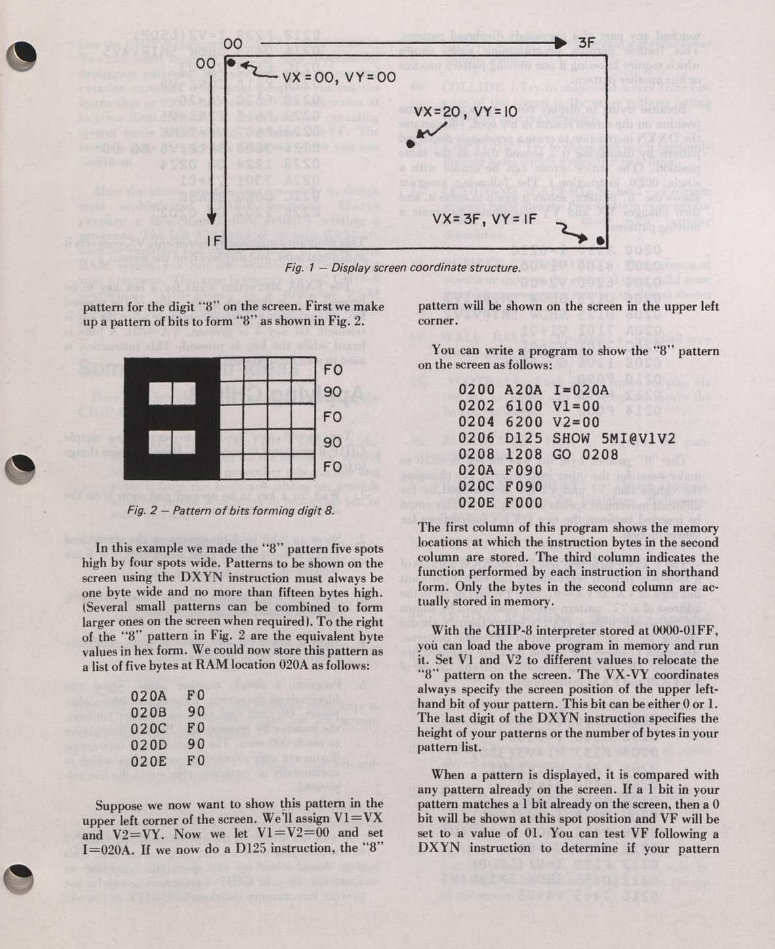 00 3F
00
VX=00, VY=00
VX=20, VY=10
VX=3F, VY=1F
1F
Fig. 1 — Display screen coordinate structure.
pattern for the digit "8" on the screen. First we make
up a pattern of bits to form "8" as shown in Fig. 2.
F0
90
F0
90
F0
Fig. 2 — Pattern of bits forming digit 8.
In this example we made the "8" pattern five spots
high by four spots wide. Patterns to be shown on the
screen using the DXYN instruction must always be
one byte wide and no more than fifteen bytes high.
(Several small patterns can be combined to form
larger ones on the screen when required). To the right
of the "8" pattern in Fig. 2 are the equivalent byte
values in hex form. We could now store this pattern as
a list of five bytes at RAM location 020A as follows:
020A F0
020B 90
020C F0
020D 90
020E F0
Suppose we now want to show this pattern in the
upper left corner of the screen. We'll assign V1=VX
and V2=VY. Now we let V1=V2=00 and set
I=020A. If we now do a D125 instruction, the "8"
pattern will be shown on the screen in the upper left
corner.
You can write a program to show the "8" pattern
on the screen as follows:
0200 A20A I=020A
0202 6100 V1=00
0204 6200 V2=00
0206 D125 SHOW 5MI@V1V2
0208 1208 GO 0208
020A F090
020C F090
020E F000
The first column of this program shows the memory
locations at which the instruction bytes in the second
column are stored. The third column indicates the
function performed by each instruction in shorthand
form. Only the bytes in the second column are ac-
tually stored in memory.
With the CHIP-8 interpreter stored at 0000-01FF,
you can load the above program in memory and run
it. Set V1 and V2 to different values to relocate the
"8" pattern on the screen. The VX-VY coordinates
always specify the screen position of the upper left-
hand bit of your pattern. This bit can be either 0 or 1.
The last digit of the DXYN instruction specifies the
height of your patterns or the number of bytes in your
pattern list.
When a pattern is displayed, it is compared with
any pattern already on the screen. If a 1 bit in your
pattern matches a 1 bit already on the screen, then a 0
bit will be shown at this spot position and VF will be
set to a value of 01. You can test VF following a
DXYN instruction to determine if your pattern